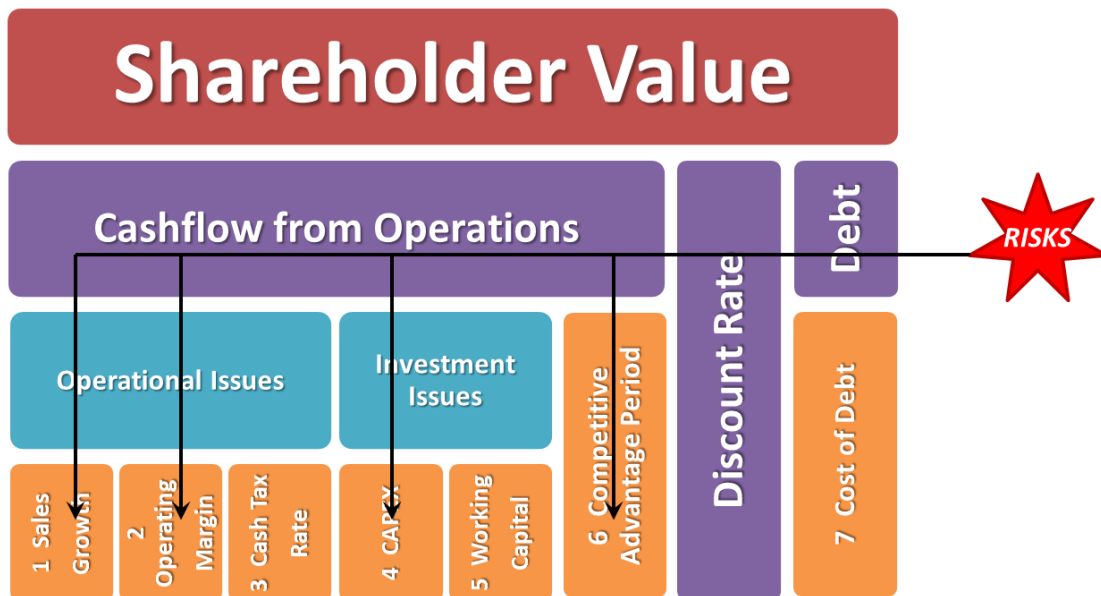 Shareholder Value
Cashflow from Operations
Discount Rate
Debt
RISKS
Operational Issues
Investment
Issues
1 Sales
Growth
2
Operating
Margin
3 Cash Tax
Rate
4 CAPEX
5 Working
Capital
6 Competitive
Advantage Period
7 Cost of Debt